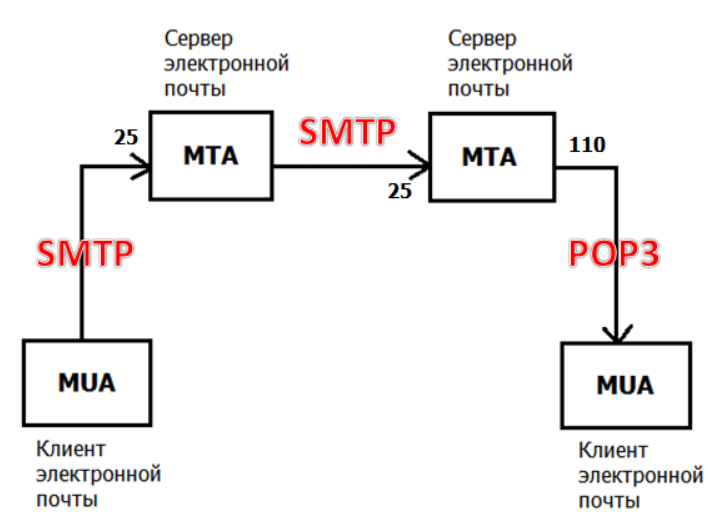 Сервер
электронной
почты
Сервер
электронной
почты
25
MTA
SMTP
25
MTA
110
SMTP
POP3
MUA
MUA
Клиент
электронной
почты
Клиент
электронной
почты